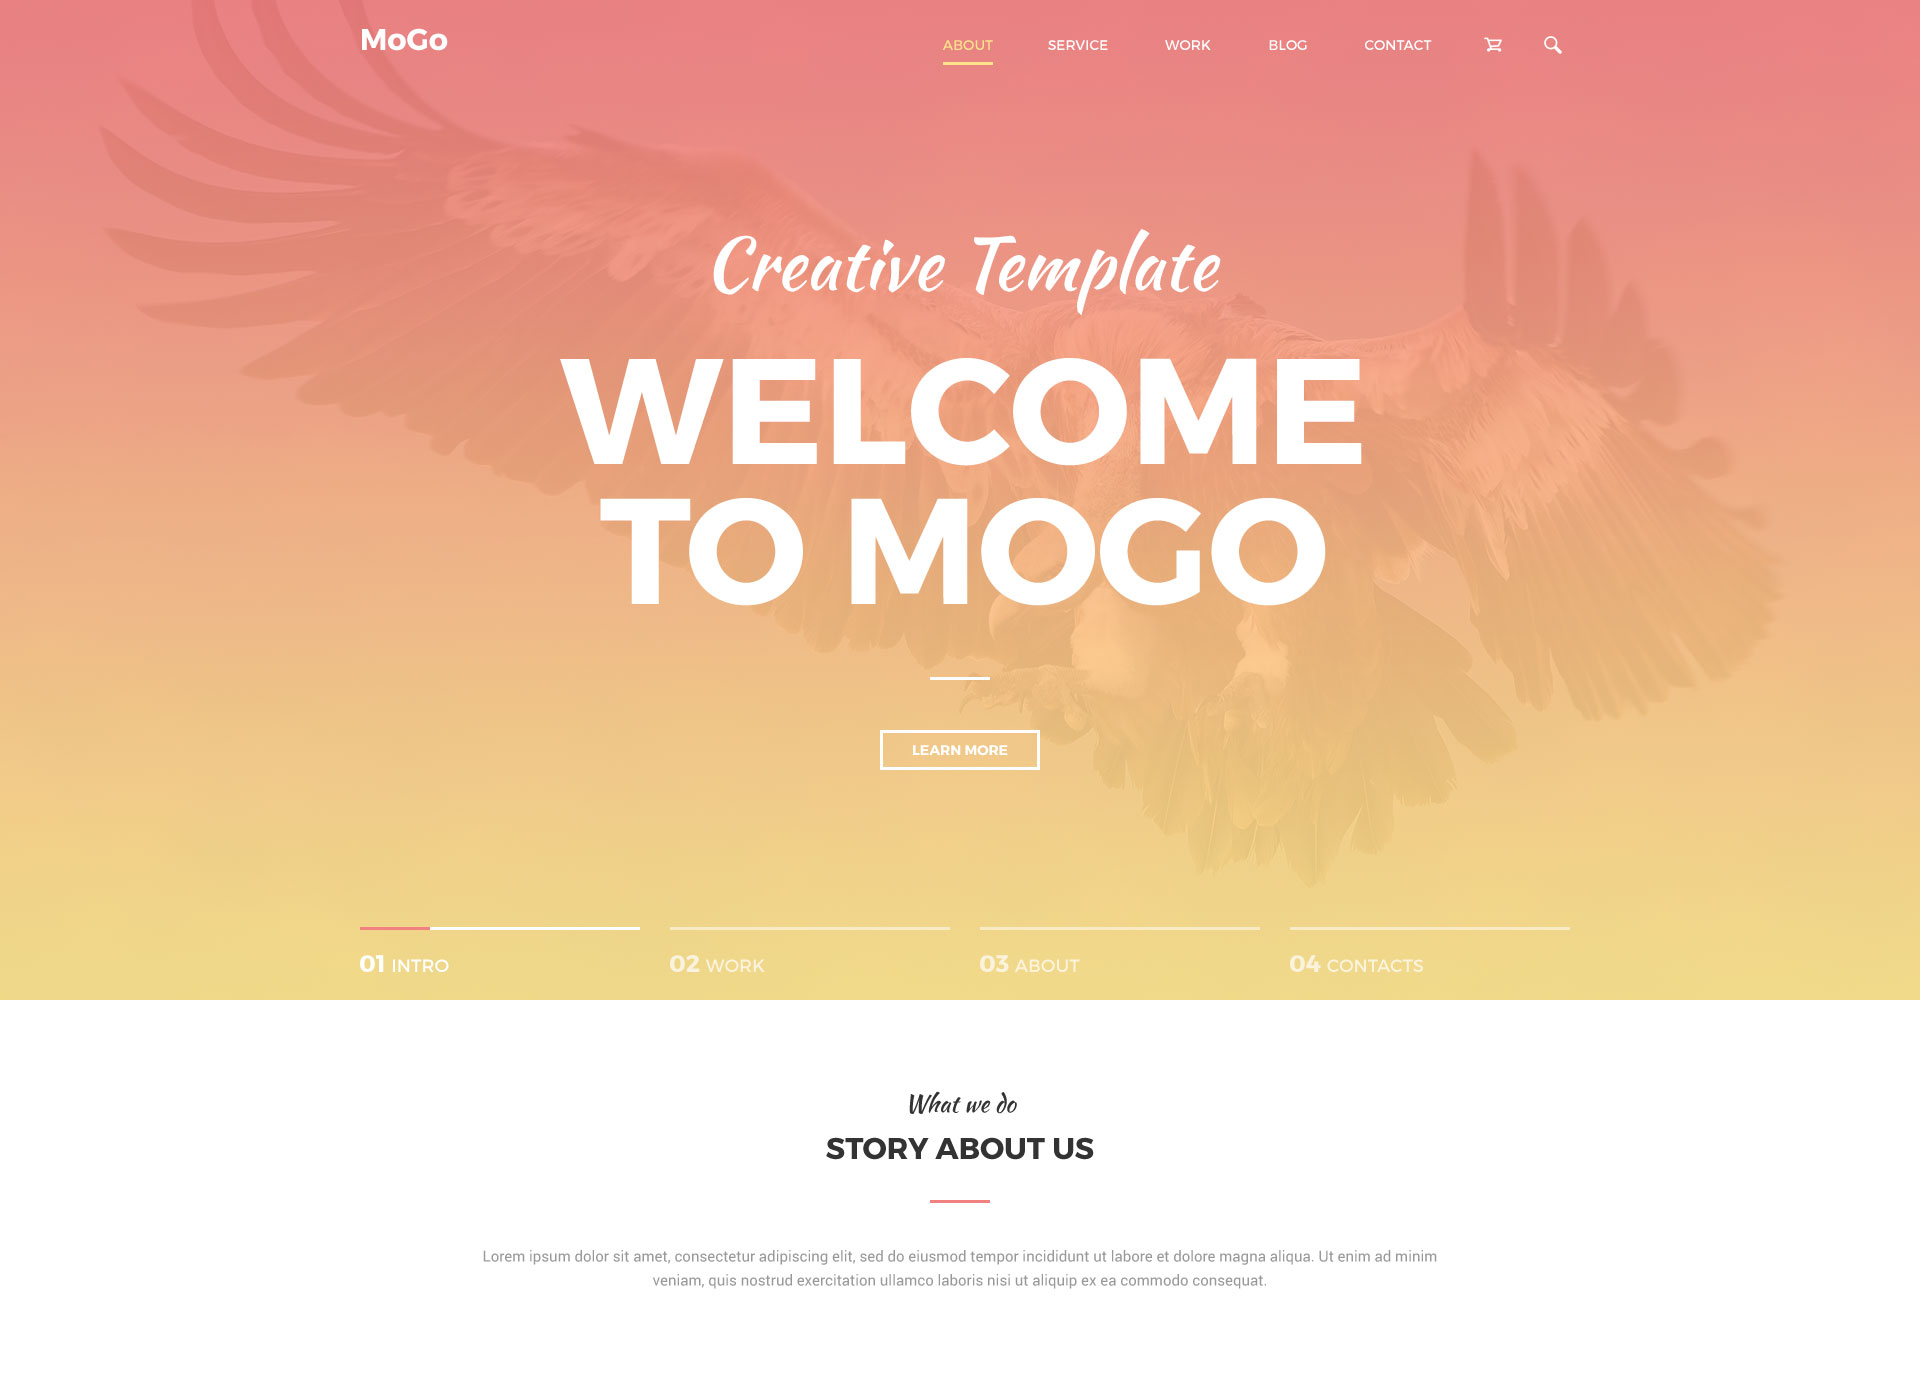 MoGo
ABOUT SERVICE WORK BLOG CONTACT
Creative Template
WELCOME
TO MOGO
LEARN MORE
01 INTRO
02 WORK
03 ABOUT
04 CONTACTS
What we do
STORY ABOUT US
Lorem ipsum dolor sit amet, consectetur adipiscing elit, sed do eiusmod tempor incididunt ut labore et dolore magna aliqua. Ut enim ad minim
veniam, quis nostrud exercitation ullamco laboris nisi ut aliquip ex ea commodo consequat.